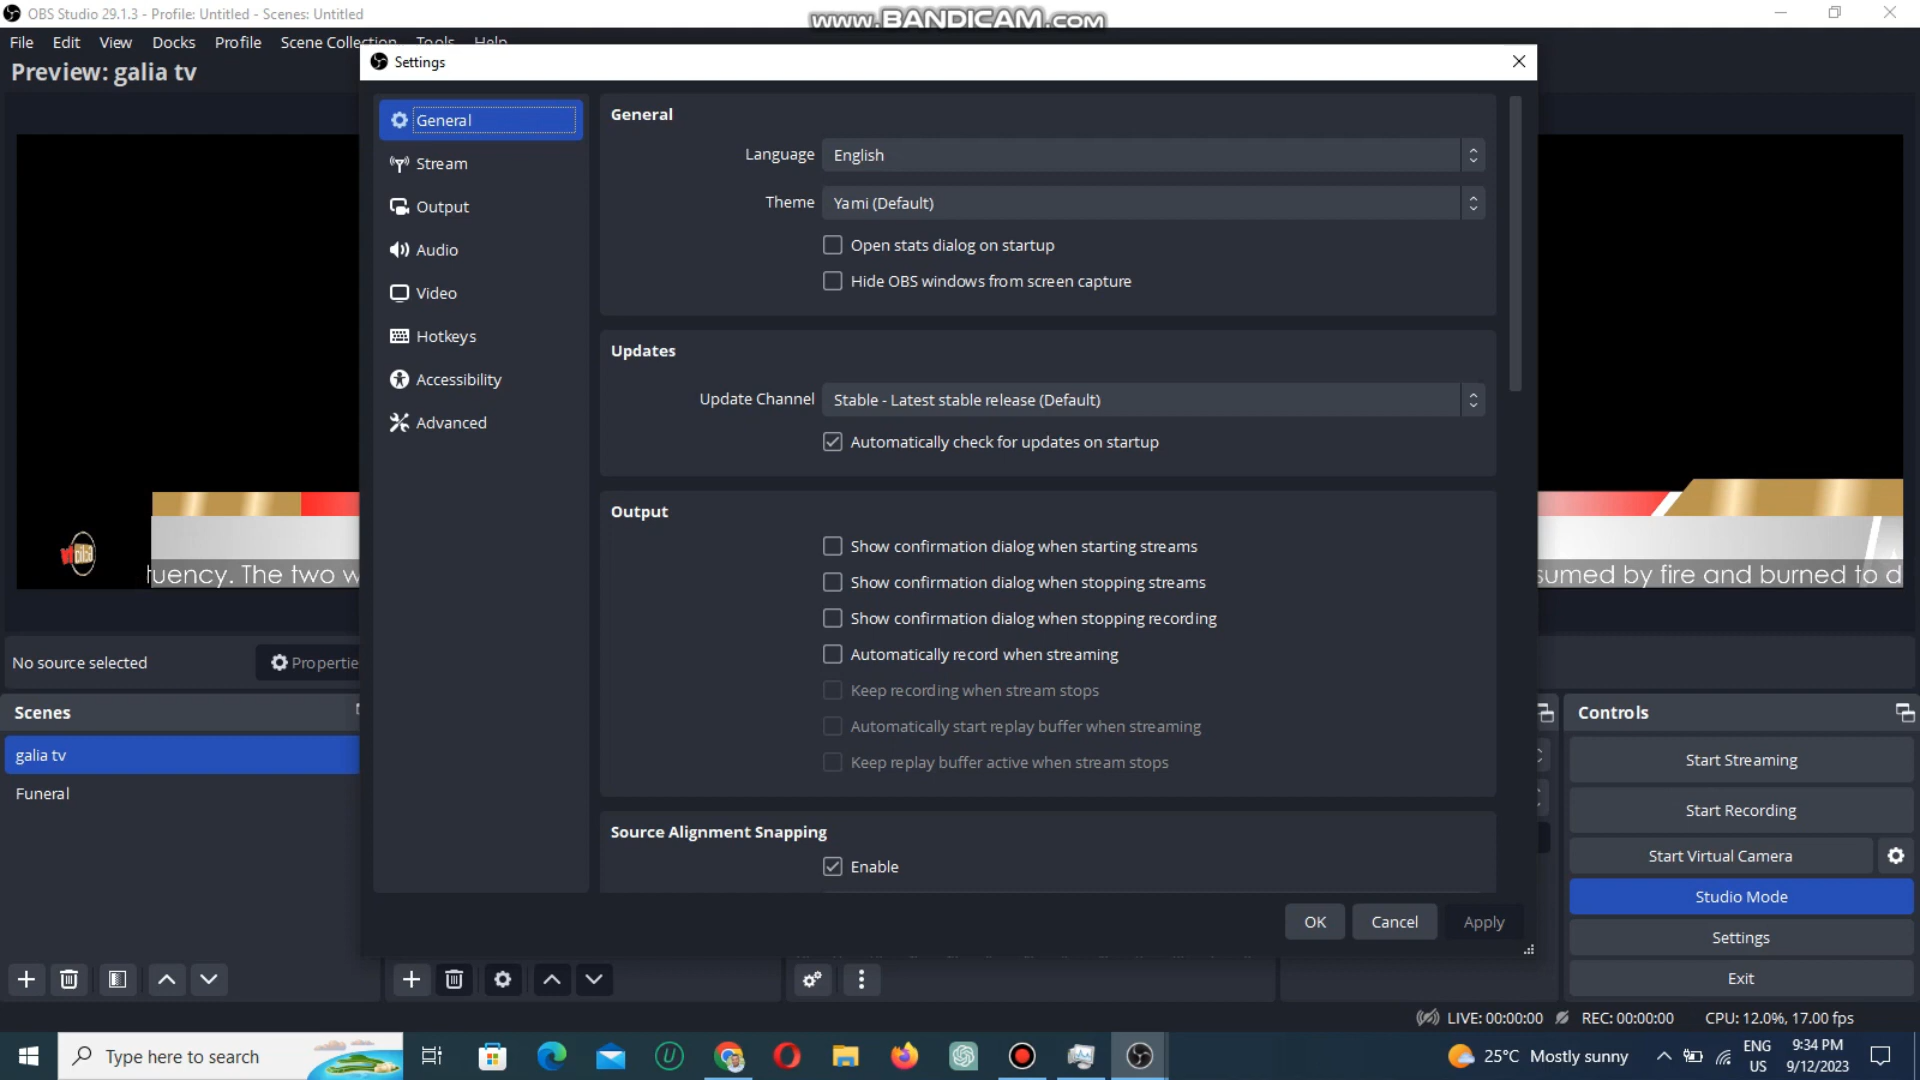 OBS Studio 29.1.3 - Profile: Untitled - Scenes: Untitled
www.BANDICAM.com
File Edit View Docks Profile Scene Collection Tools Help
Preview: galia tv
Settings
General
Stream
Output
Audio
Video
Hotkeys
Accessibility
Advanced
General
Language English
Theme Yami (Default)
Open stats dialog on startup
Hide OBS windows from screen capture
Updates
Update Channel Stable - Latest stable release (Default)
Automatically check for updates on startup
Output
Show confirmation dialog when starting streams
Show confirmation dialog when stopping streams
Show confirmation dialog when stopping recording
Automatically record when streaming
Keep recording when stream stops
Automatically start replay buffer when streaming
Keep replay buffer active when stream stops
Source Alignment Snapping
Enable
OK Cancel Apply
tuency. The two w
sumed by fire and burned to d
No source selected
Propertie
Scenes
galia tv
Funeral
Controls
Start Streaming
Start Recording
Start Virtual Camera
Studio Mode
Settings
Exit
LIVE: 00:00:00 REC: 00:00:00 CPU: 12.0%, 17.00 fps
Type here to search
25°C Mostly sunny
ENG
US
9:34 PM
9/12/2023